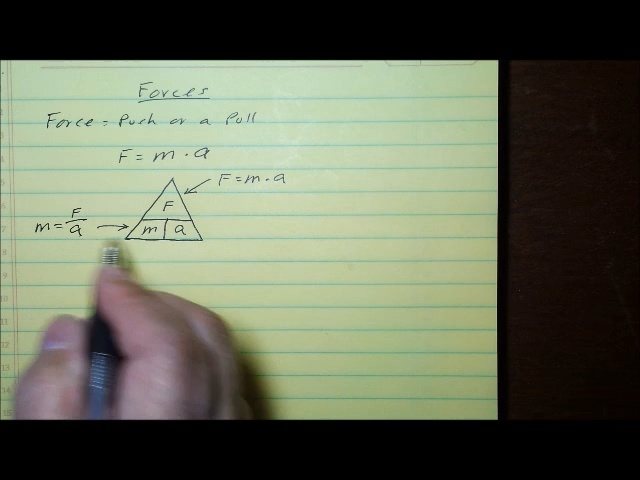 Forces
Force = Push or a Pull
F = m · a
F = m · a
F
m = F/a
m a